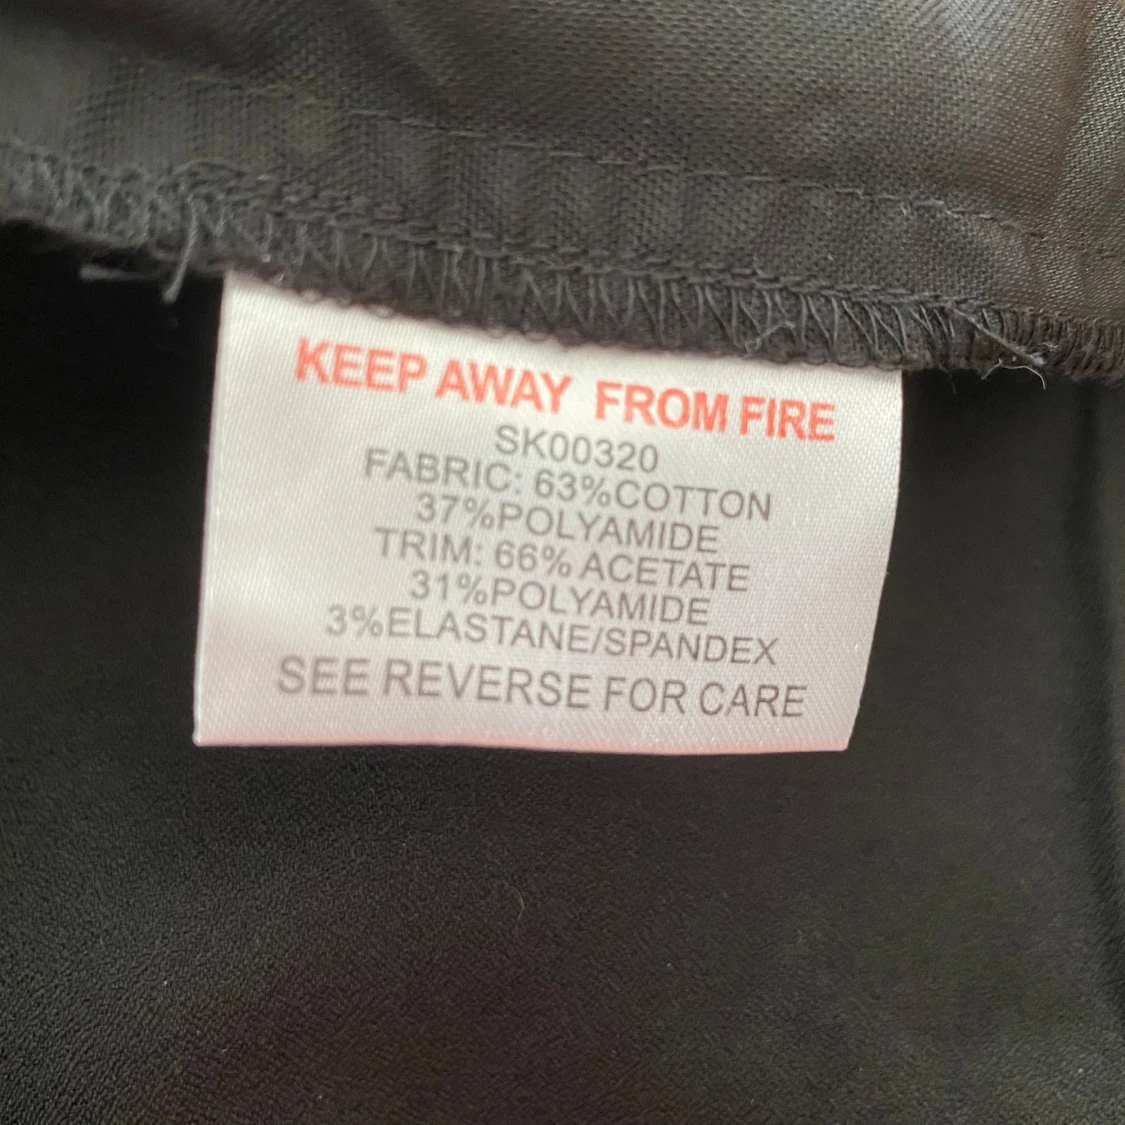 KEEP AWAY FROM FIRE
SK00320
FABRIC: 63%COTTON
37%POLYAMIDE
TRIM: 66% ACETATE
31%POLYAMIDE
3%ELASTANE/SPANDEX
SEE REVERSE FOR CARE